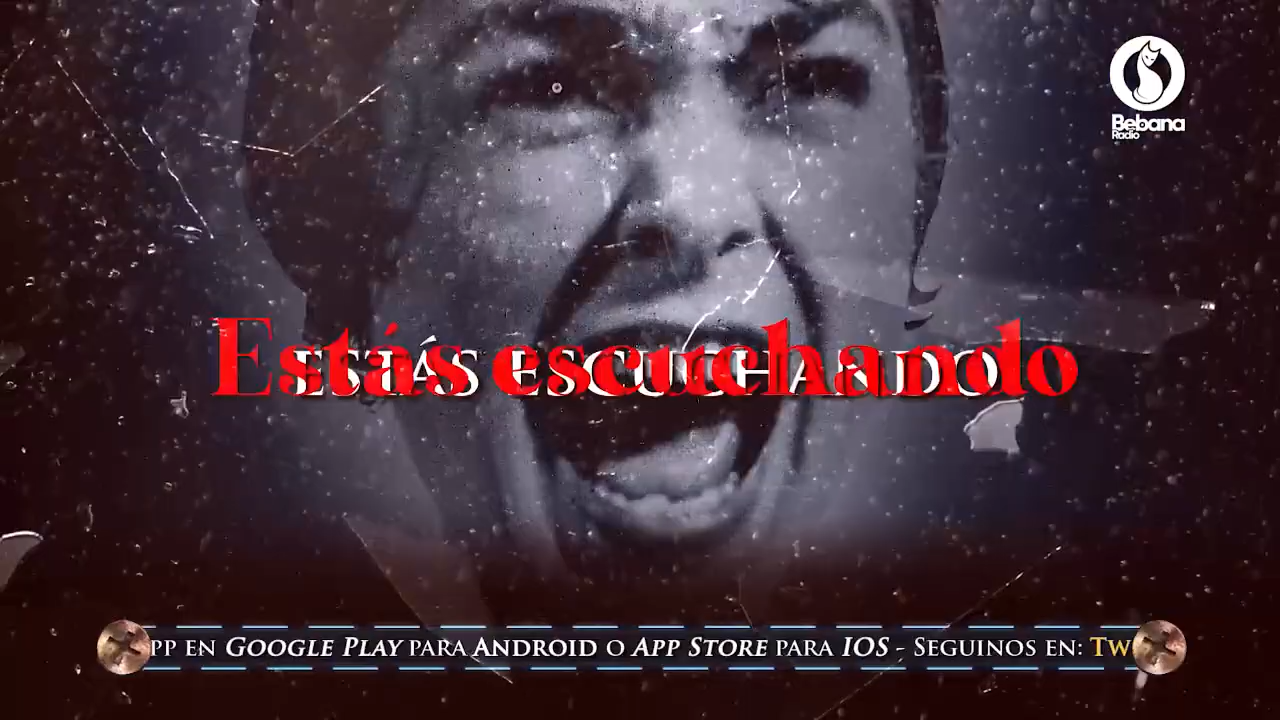 Bebana
Radio
Estás escuchando
ESTÁS ESCUCHANDO
PP EN GOOGLE PLAY PARA ANDROID O APP STORE PARA IOS - SEGUINOS EN: TW